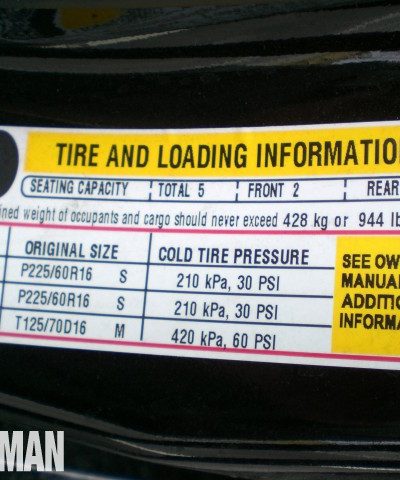 TIRE AND LOADING INFORMATIO
SEATING CAPACITY TOTAL 5 FRONT 2 REAR
ined weight of occupants and cargo should never exceed 428 kg or 944 lb
ORIGINAL SIZE COLD TIRE PRESSURE
P225/60R16 S 210 kPa, 30 PSI
P225/60R16 S 210 kPa, 30 PSI
T125/70D16 M 420 kPa, 60 PSI
SEE OW
MANUA
ADDITIO
INFORMA
MAN